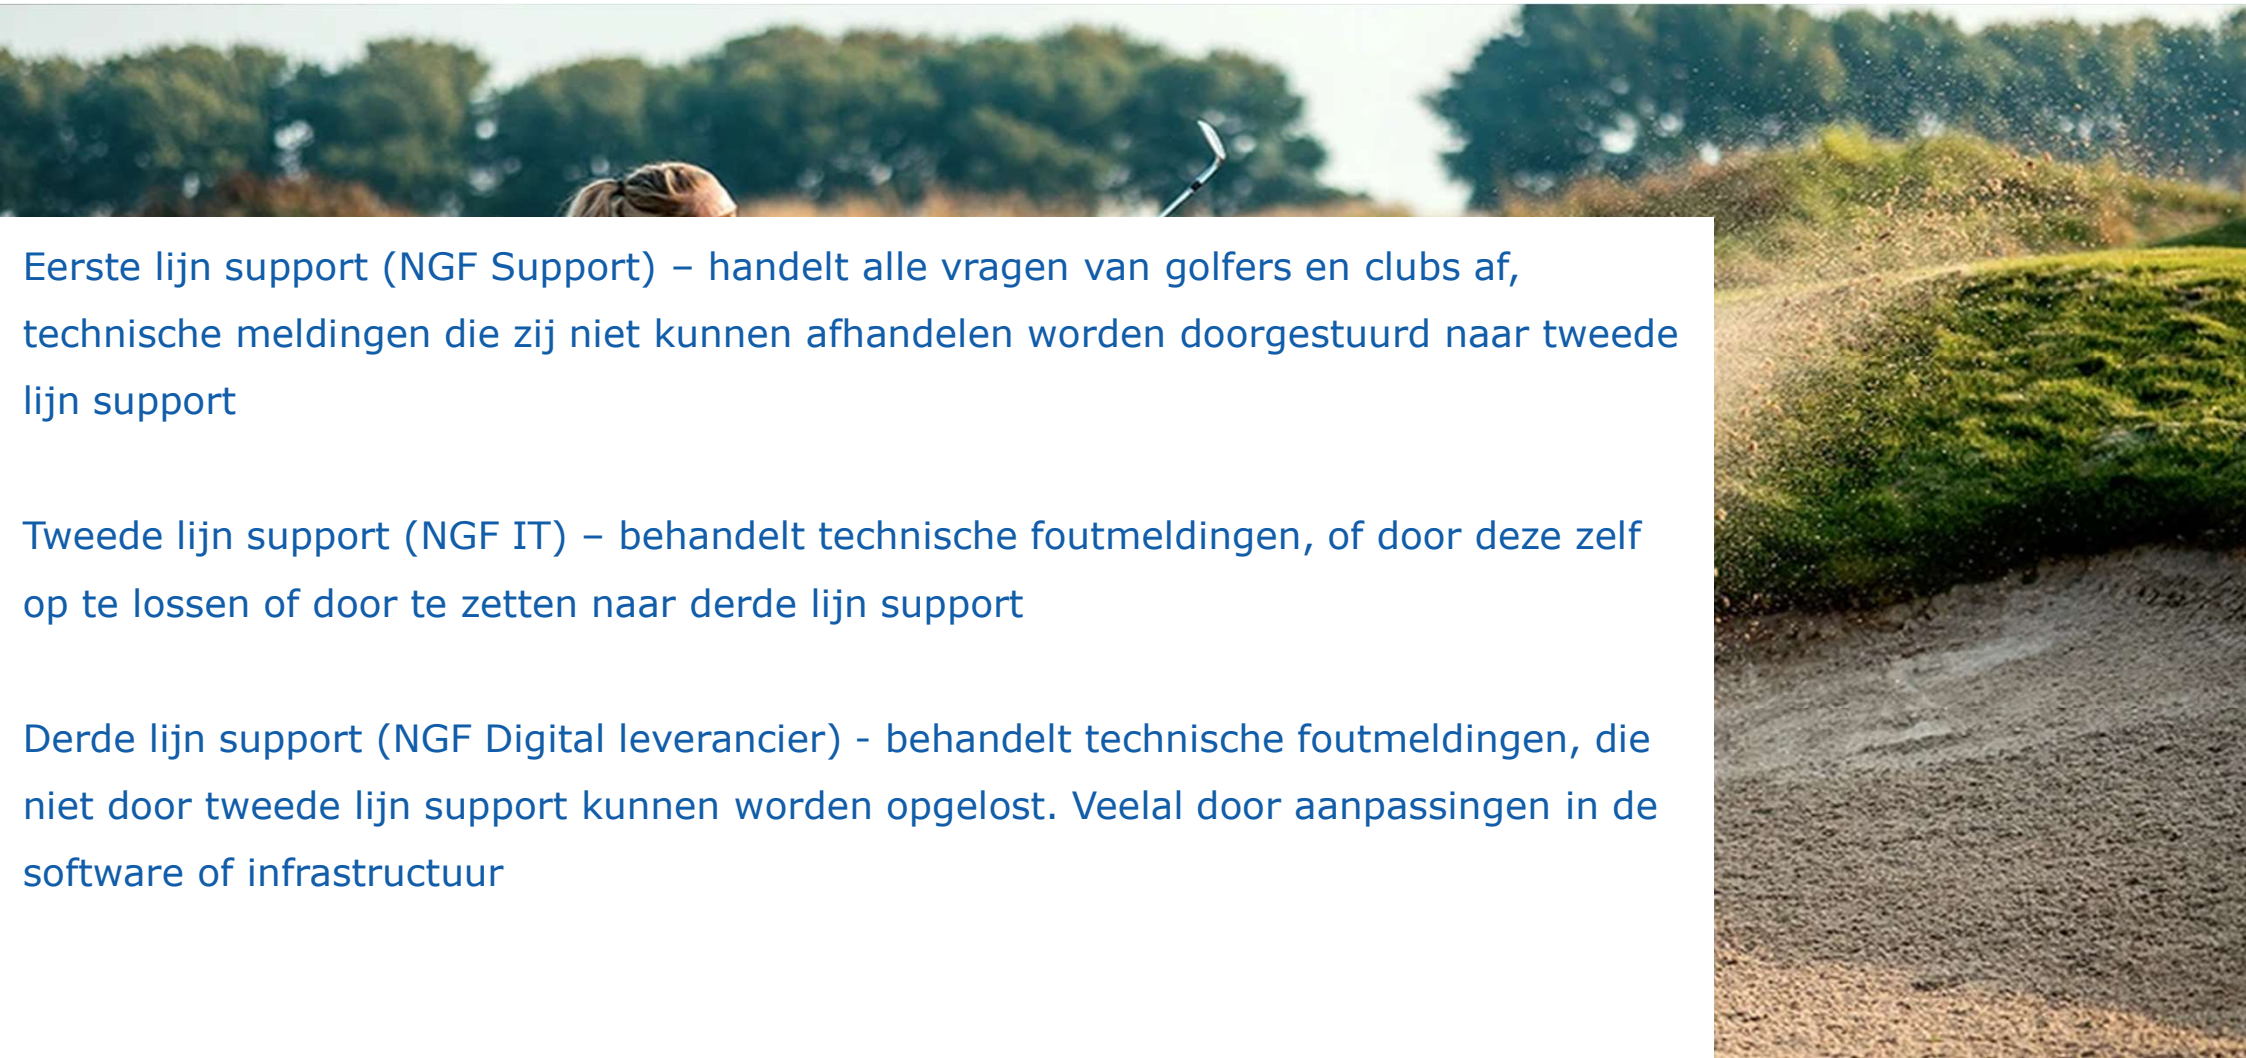 Eerste lijn support (NGF Support) – handelt alle vragen van golfers en clubs af,
technische meldingen die zij niet kunnen afhandelen worden doorgestuurd naar tweede
lijn support
Tweede lijn support (NGF IT) – behandelt technische foutmeldingen, of door deze zelf
op te lossen of door te zetten naar derde lijn support
Derde lijn support (NGF Digital leverancier) - behandelt technische foutmeldingen, die
niet door tweede lijn support kunnen worden opgelost. Veelal door aanpassingen in de
software of infrastructuur